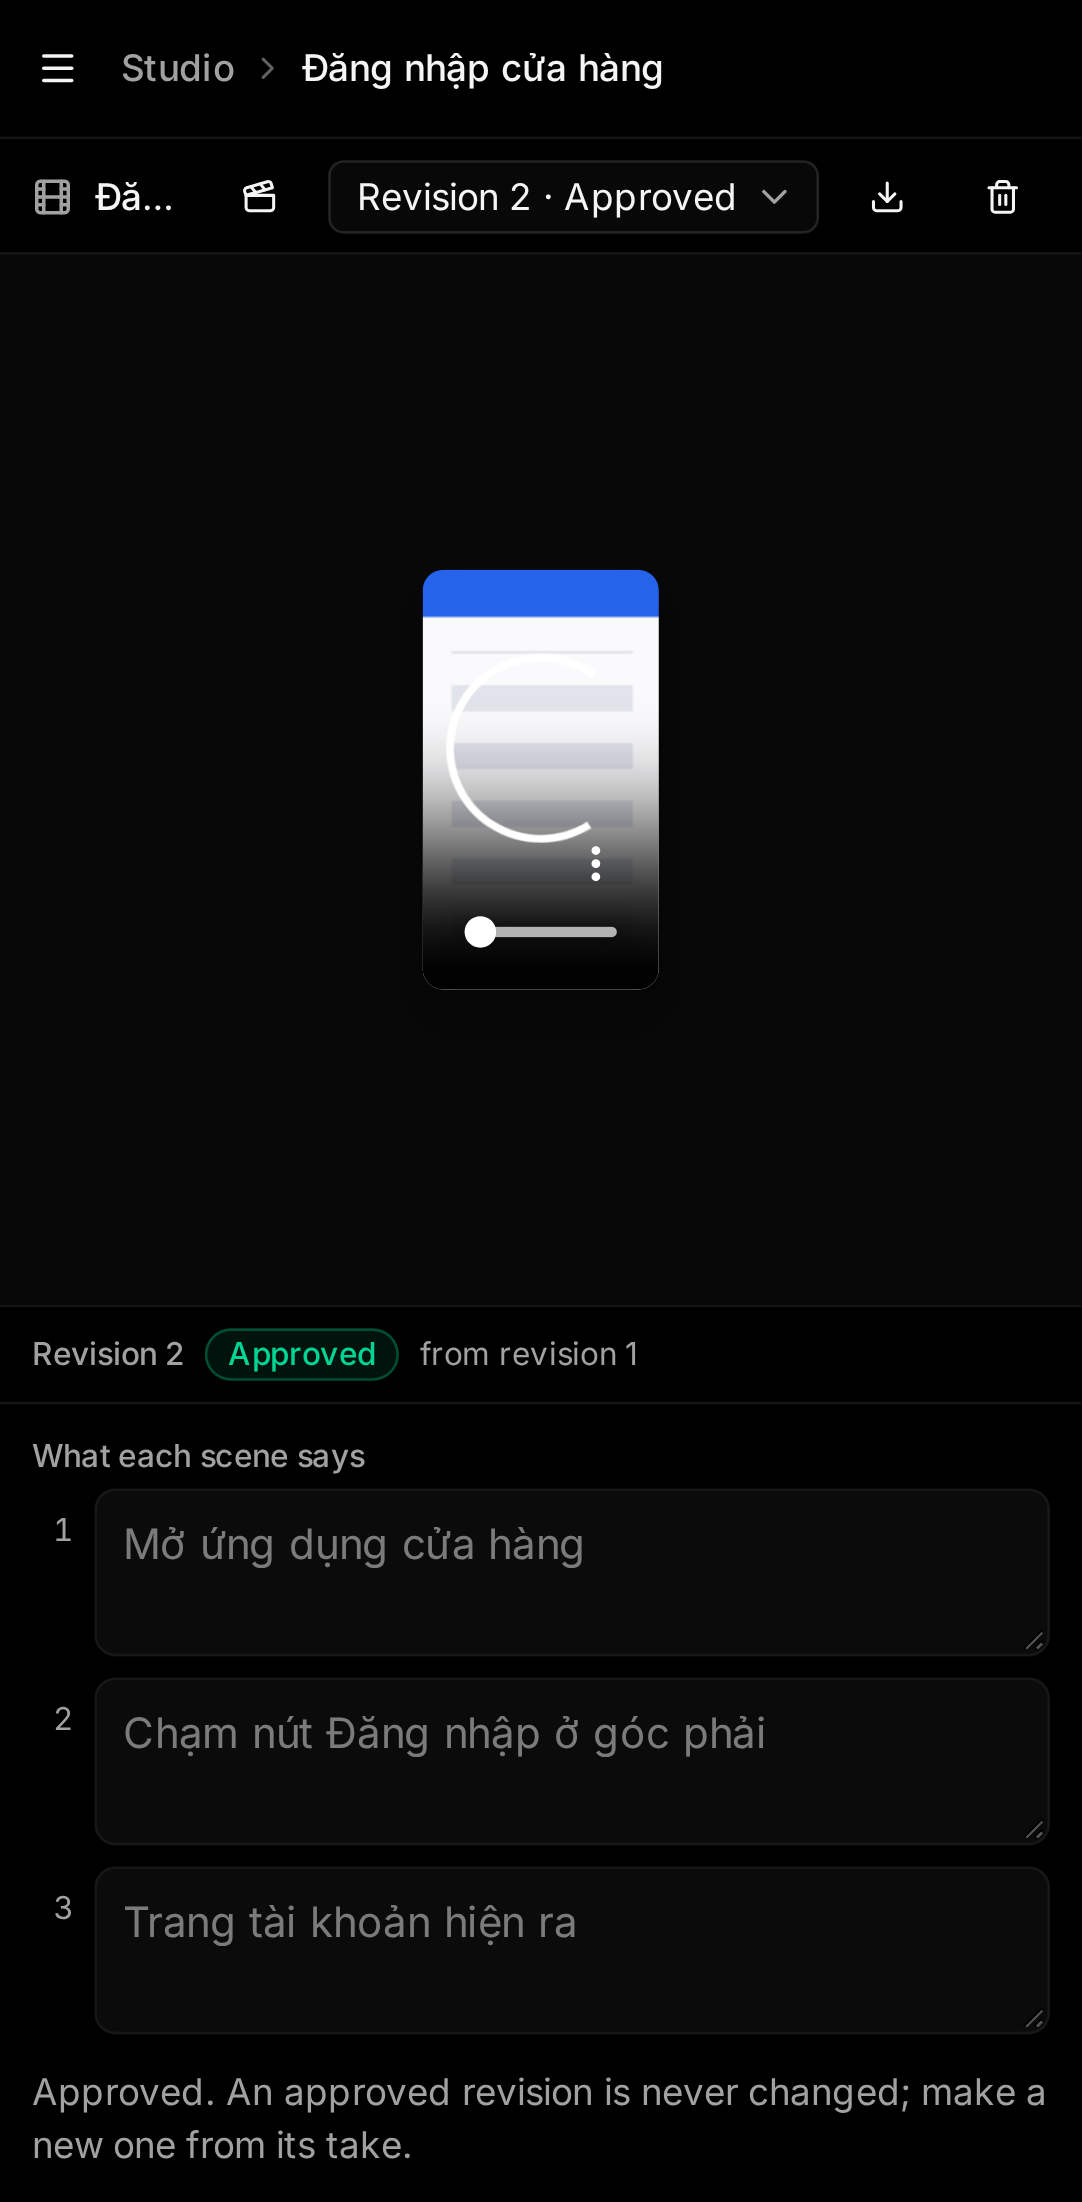 Studio > Đăng nhập cửa hàng
Đă... Revision 2 · Approved
Revision 2 Approved from revision 1
What each scene says
1 Mở ứng dụng cửa hàng
2 Chạm nút Đăng nhập ở góc phải
3 Trang tài khoản hiện ra
Approved. An approved revision is never changed; make a
new one from its take.